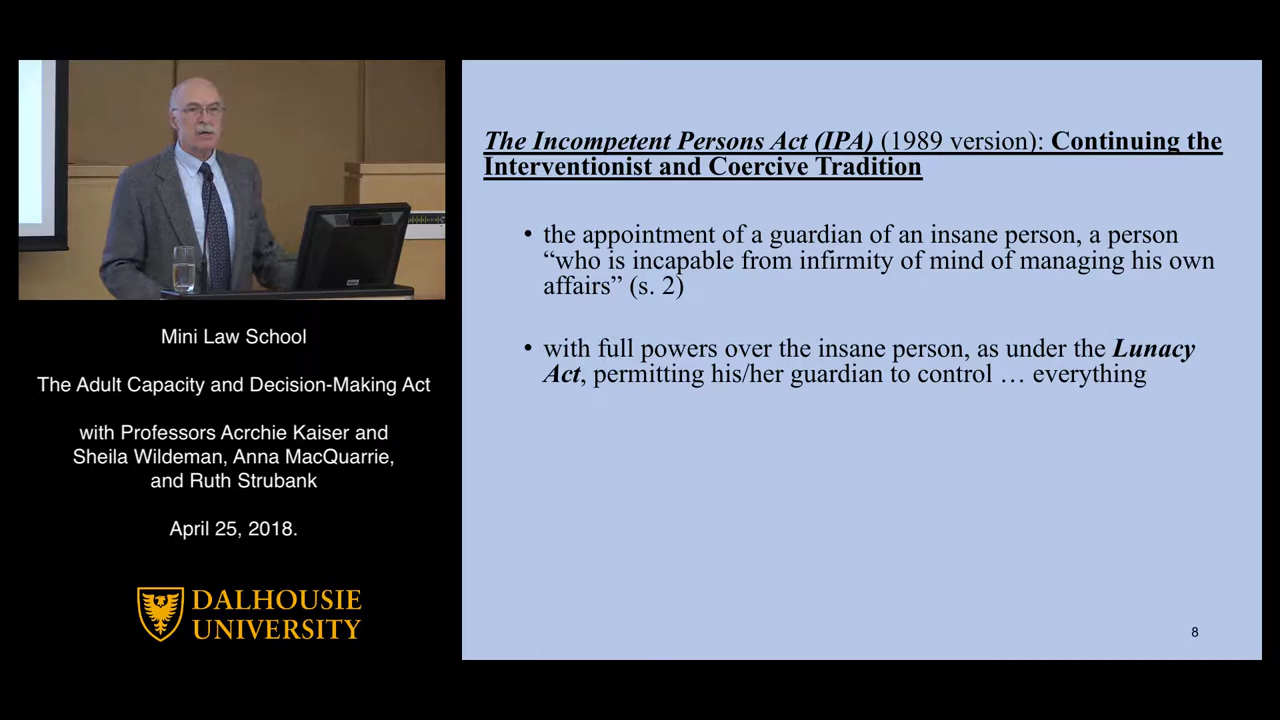 The Incompetent Persons Act (IPA) (1989 version): Continuing the
Interventionist and Coercive Tradition
• the appointment of a guardian of an insane person, a person
“who is incapable from infirmity of mind of managing his own
affairs” (s. 2)
• with full powers over the insane person, as under the Lunacy
Act, permitting his/her guardian to control … everything
8
Mini Law School
The Adult Capacity and Decision-Making Act
with Professors Acrchie Kaiser and
Sheila Wildeman, Anna MacQuarrie,
and Ruth Strubank
April 25, 2018.
DALHOUSIE
UNIVERSITY